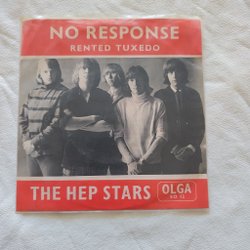 NO RESPONSE
RENTED TUXEDO
THE HEP STARS
OLGA